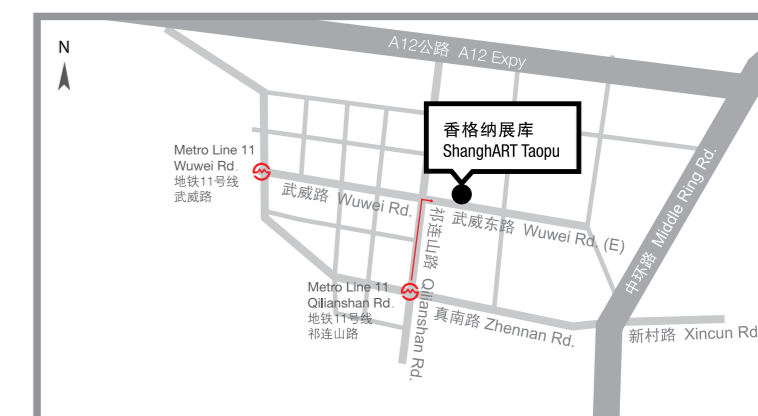 N
A12公路 A12 Expy
香格纳展库
ShanghART Taopu
Metro Line 11
Wuwei Rd.
地铁11号线
武威路
武威路 Wuwei Rd.
武威东路 Wuwei Rd. (E)
中环路 Middle Ring Rd.
祁连山路 Qilianshan Rd.
Metro Line 11
Qilianshan Rd.
地铁11号线
祁连山路
真南路 Zhennan Rd.
新村路 Xincun Rd